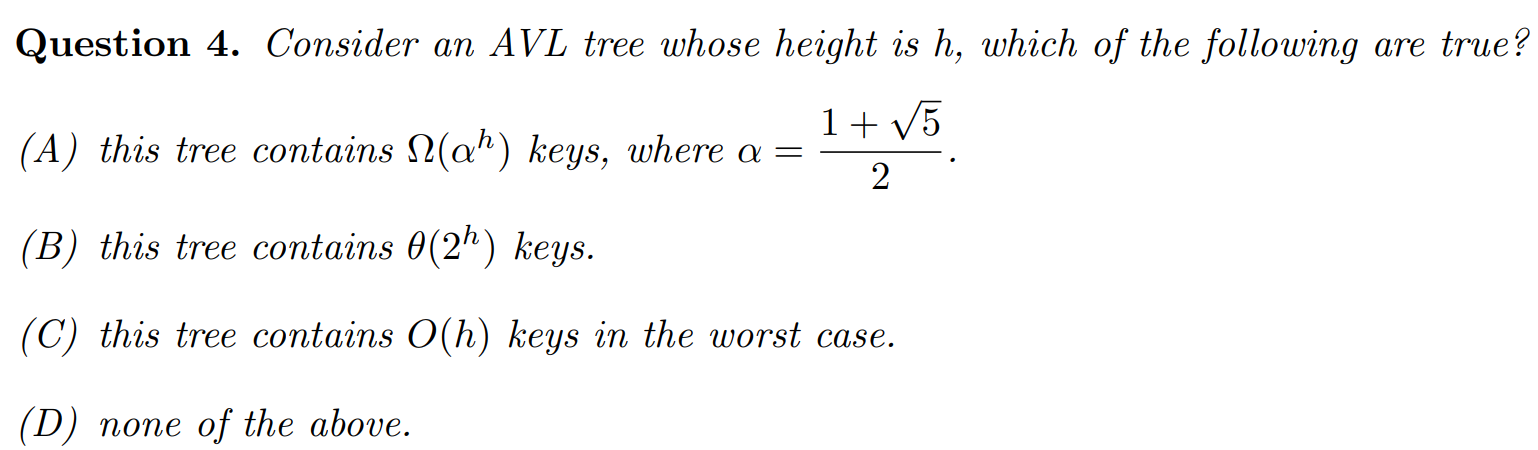 Question 4. Consider an AVL tree whose height is h, which of the following are true?
(A) this tree contains Ω(α^h) keys, where α = \frac{1 + \sqrt{5}}{2}.
(B) this tree contains θ(2^h) keys.
(C) this tree contains O(h) keys in the worst case.
(D) none of the above.